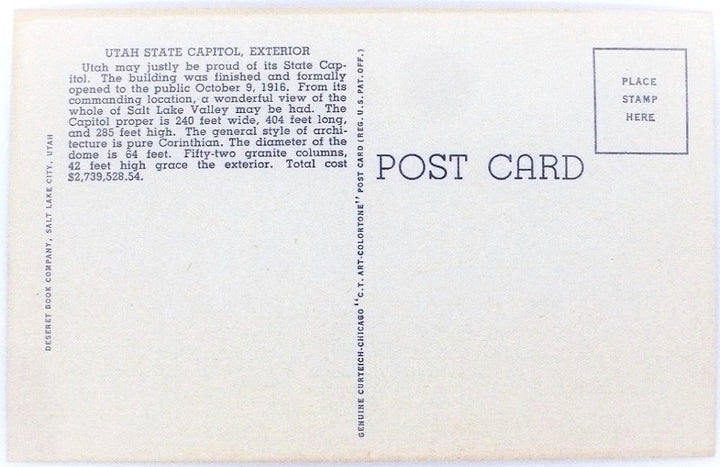 UTAH STATE CAPITOL, EXTERIOR
Utah may justly be proud of its State Cap-
itol. The building was finished and formally
opened to the public October 9, 1916. From its
commanding location, a wonderful view of the
whole of Salt Lake Valley may be had. The
Capitol proper is 240 feet wide, 404 feet long,
and 285 feet high. The general style of archi-
tecture is pure Corinthian. The diameter of the
dome is 64 feet. Fifty-two granite columns,
42 feet high grace the exterior. Total cost
$2,739,528.54.
DESERET BOOK COMPANY, SALT LAKE CITY, UTAH
GENUINE CURTEICH-CHICAGO "C.T. ART-COLORTONE" POST CARD (REG. U.S. PAT. OFF.)
POST CARD
PLACE
STAMP
HERE